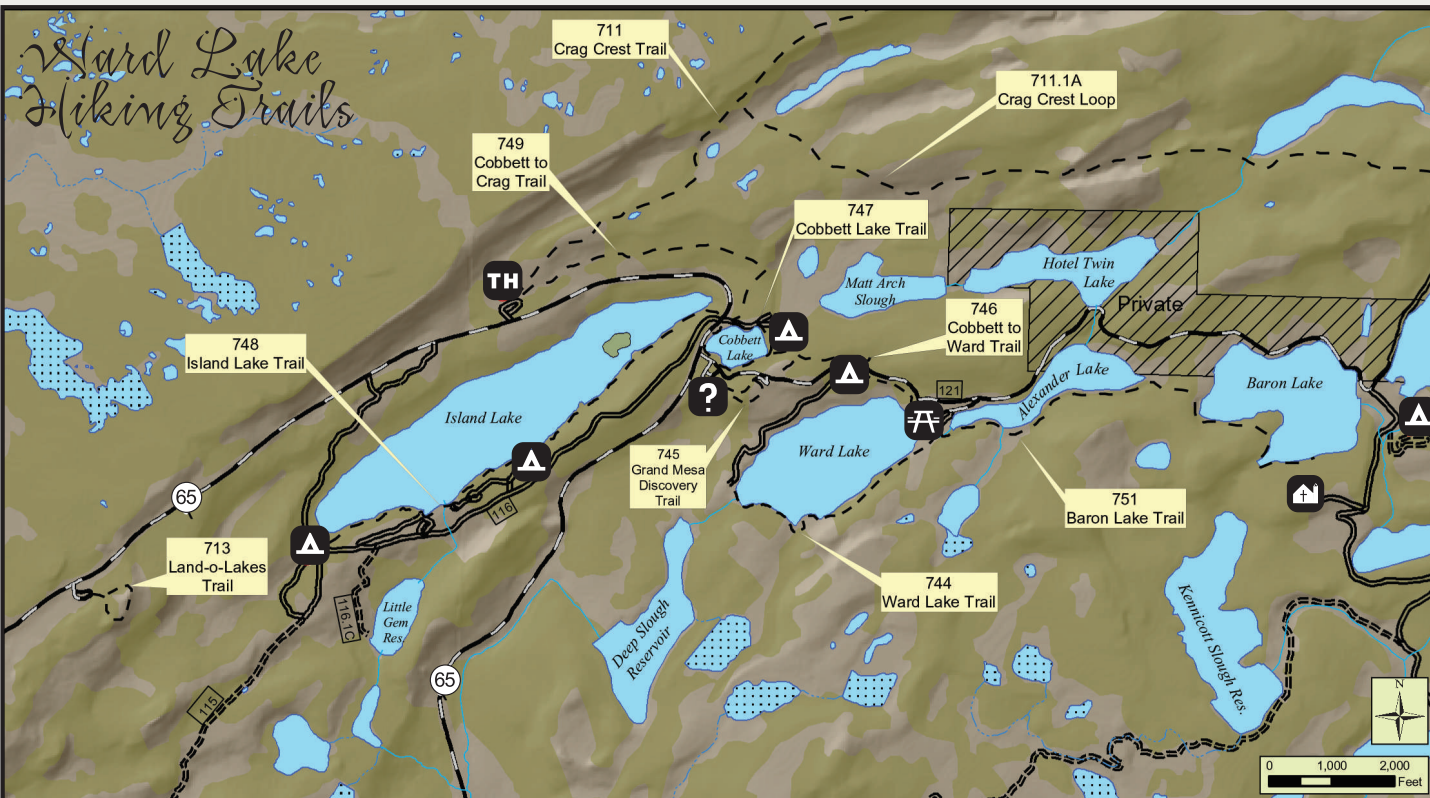 Ward Lake
Hiking Trails
711
Crag Crest Trail
711.1A
Crag Crest Loop
749
Cobbett to
Crag Trail
747
Cobbett Lake Trail
TH
Hotel Twin
Lake
Matt Arch
Slough
Private
746
Cobbett to
Ward Trail
748
Island Lake Trail
Cobbett
Lake
?
121
Alexander Lake
Baron Lake
Island Lake
Ward Lake
745
Grand Mesa
Discovery
Trail
65
116
751
Baron Lake Trail
713
Land-o-Lakes
Trail
744
Ward Lake Trail
116.1C
Little
Gem
Res.
Deep Slough
Reservoir
Kennicott Slough Res.
115
65
N
0 1,000 2,000
Feet